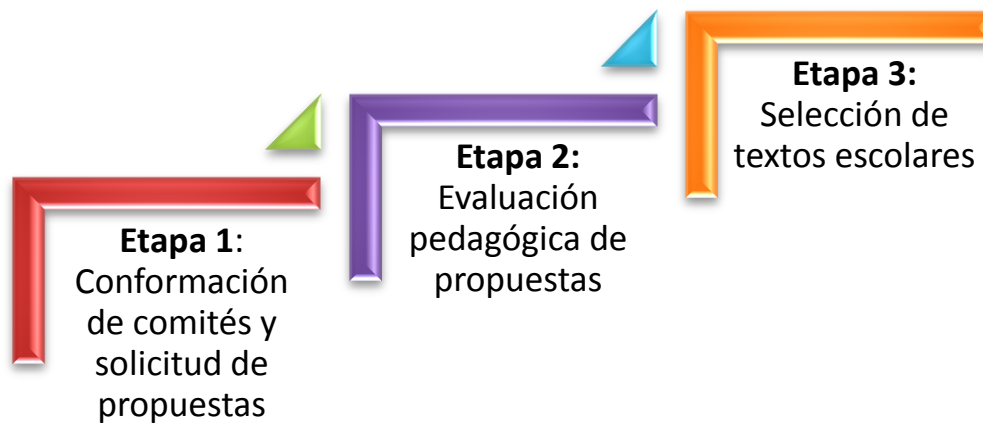 Etapa 1:
Conformación
de comités y
solicitud de
propuestas
Etapa 2:
Evaluación
pedagógica de
propuestas
Etapa 3:
Selección de
textos escolares